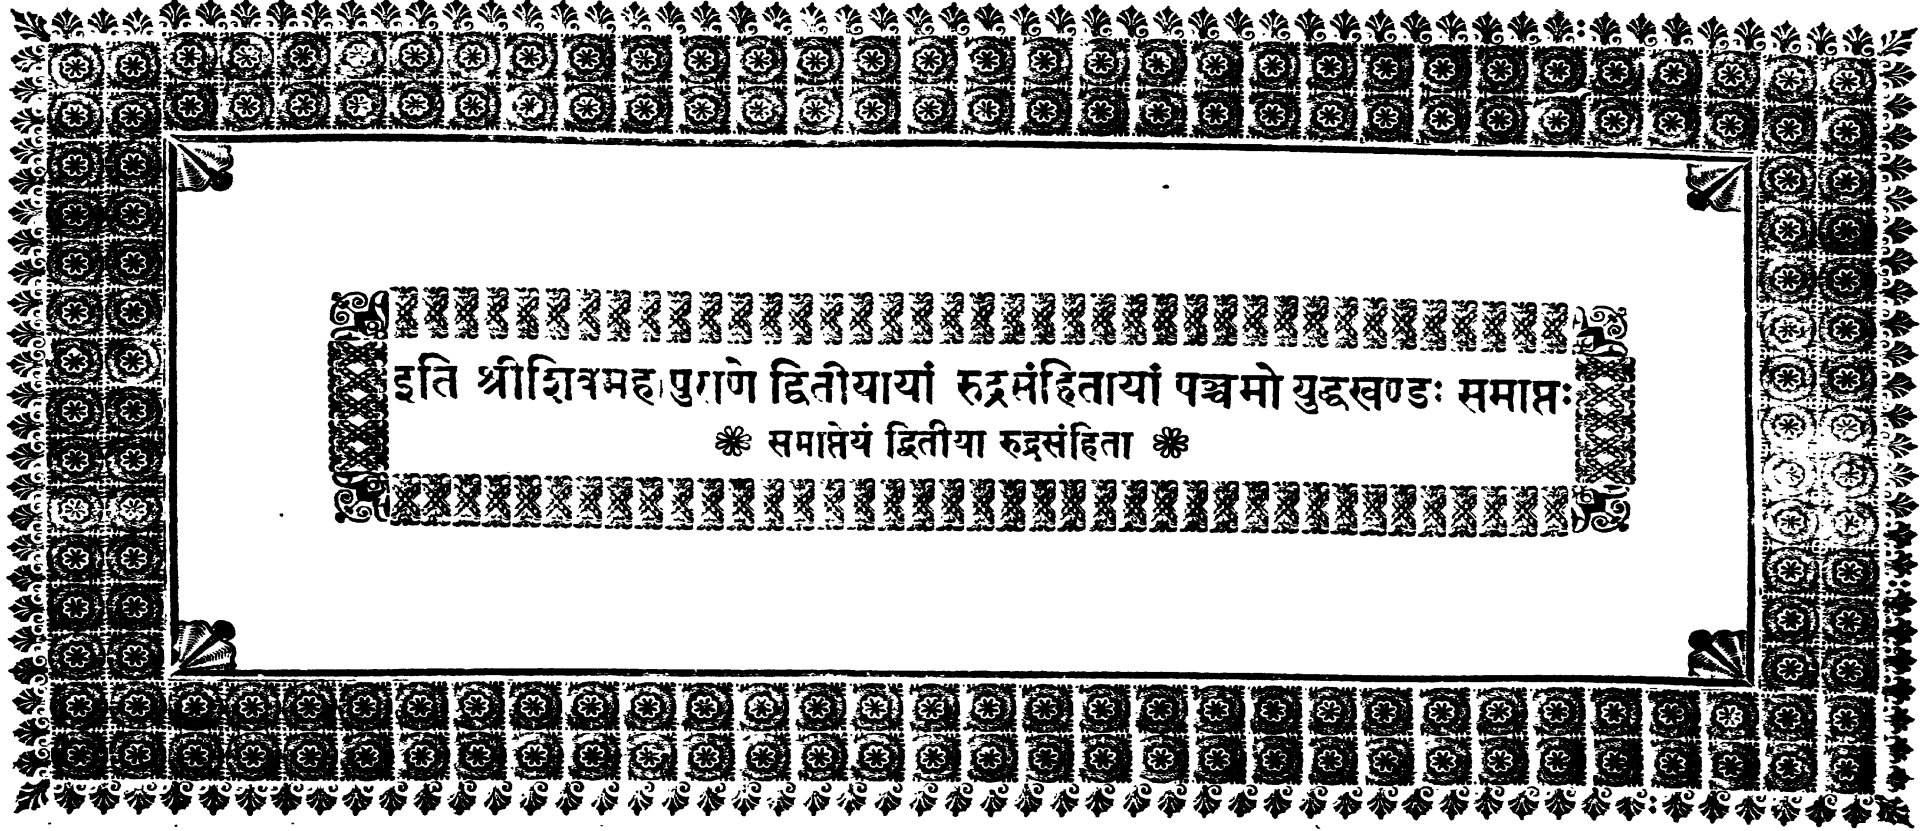 इति श्रीशिवमहापुराणे द्वितीयायां रुद्रसंहितायां पञ्चमो युद्धखण्डः समाप्तः
समाप्तेयं द्वितीया रुद्रसंहिता